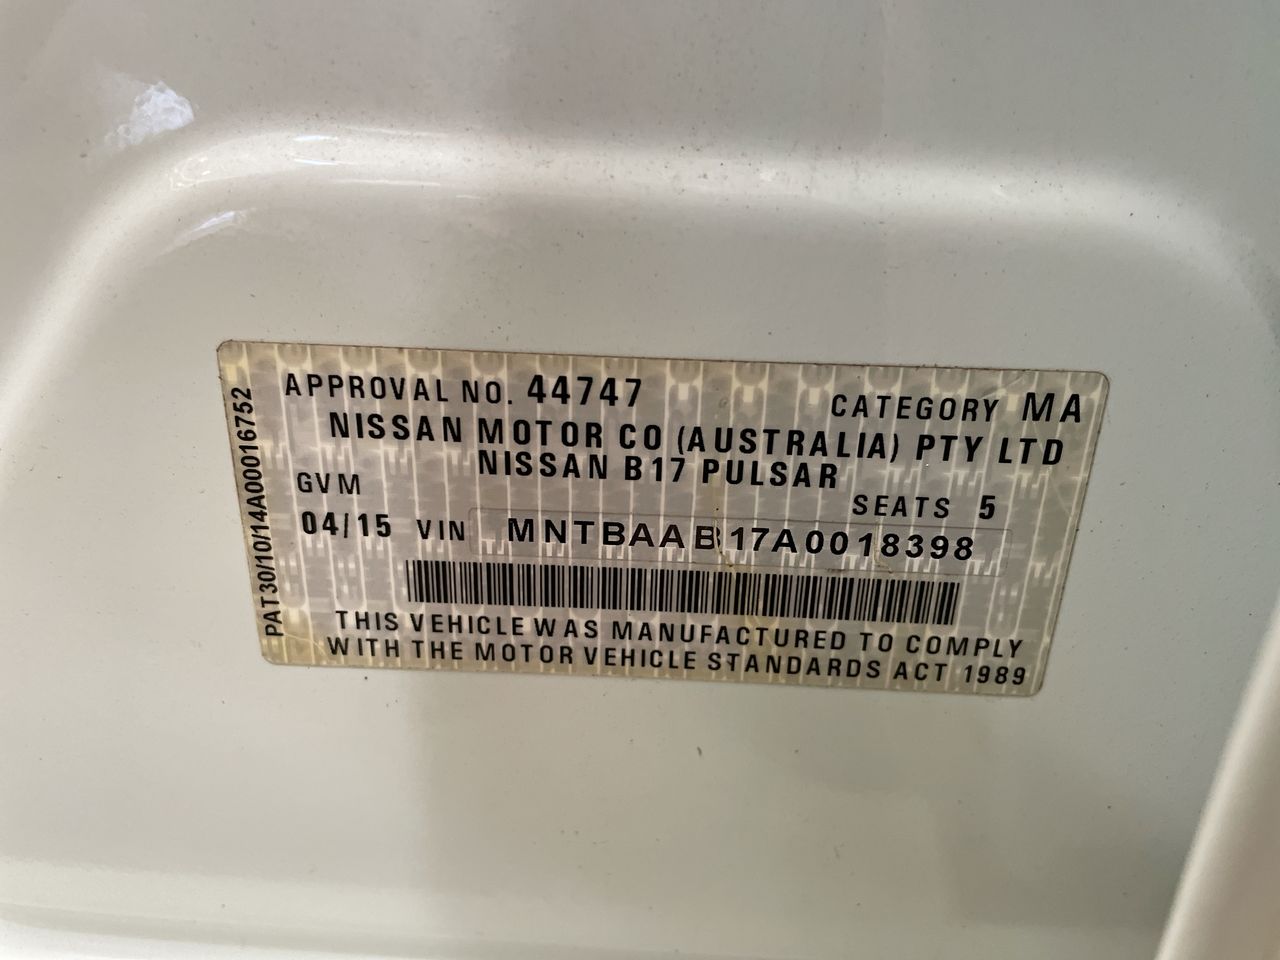 APPROVAL NO. 44747 CATEGORY MA
NISSAN MOTOR CO (AUSTRALIA) PTY LTD
NISSAN B17 PULSAR
GVM SEATS 5
04/15 VIN MNTBAAB17A0018398
THIS VEHICLE WAS MANUFACTURED TO COMPLY
WITH THE MOTOR VEHICLE STANDARDS ACT 1989
PAT30/10/14A00016752